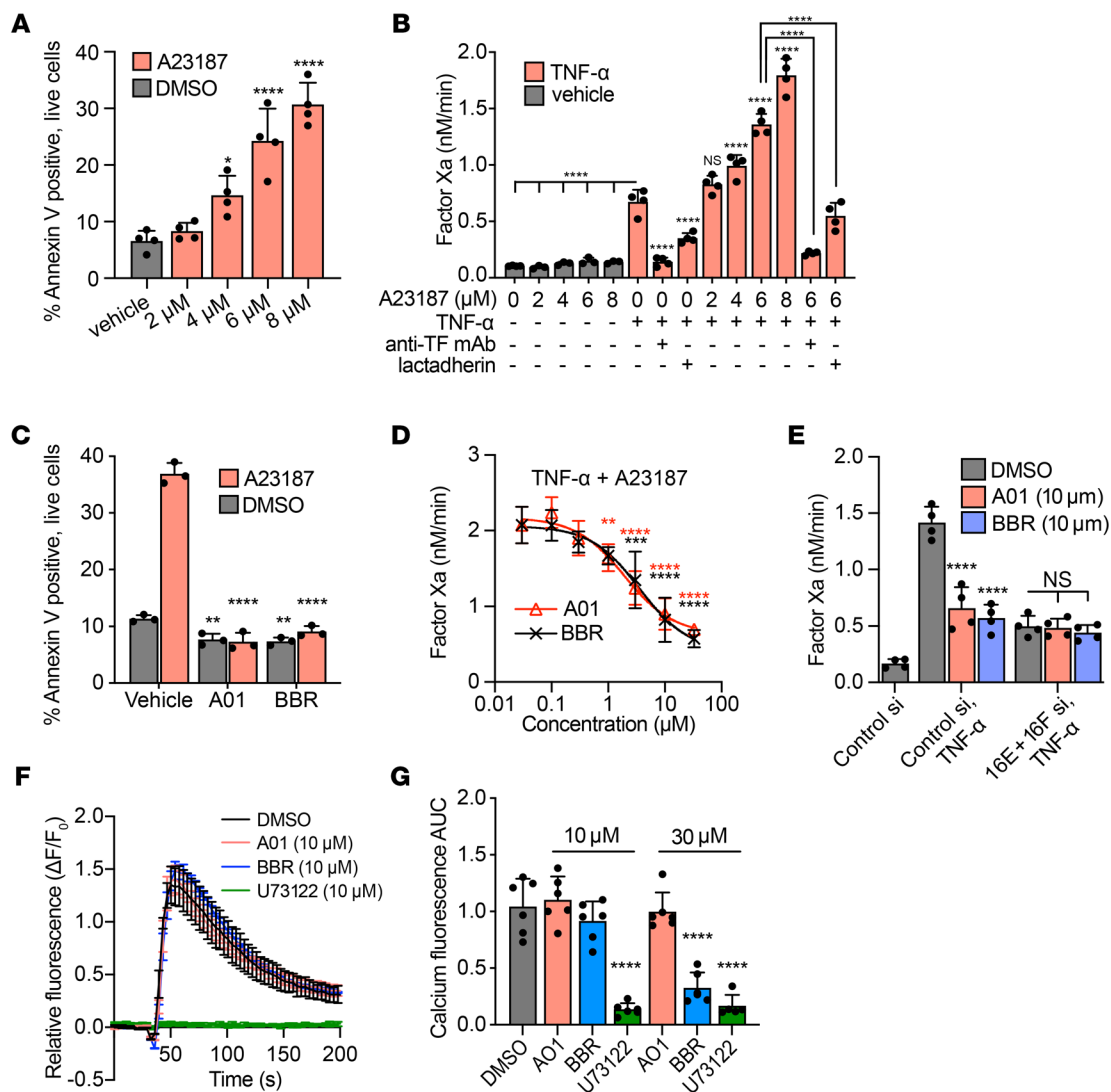 A
% Annexin V positive, live cells
40
30
20
10
0
A23187
DMSO
*
****
****
vehicle
2 µM
4 µM
6 µM
8 µM
B
Factor Xa (nM/min)
2.0
1.5
1.0
0.5
0.0
TNF-α
vehicle
****
****
****
****
****
NS
****
****
****
A23187 (µM) 0 2 4 6 8 0 0 0 2 4 6 8 6 6
TNF-α - - - - - + + + + + + + + +
anti-TF mAb - - - - - - + - - - - - + -
lactadherin - - - - - - - + - - - - - +
C
% Annexin V positive, live cells
40
30
20
10
0
A23187
DMSO
** **** ** ****
Vehicle A01 BBR
D
Factor Xa (nM/min)
3
2
1
0
TNF-α + A23187
** **** **** ****
*** **** ****
A01
BBR
0.01 0.1 1 10 100
Concentration (µM)
E
Factor Xa (nM/min)
2.0
1.5
1.0
0.5
0.0
DMSO
A01 (10 µm)
BBR (10 µm)
****
****
NS
Control si
Control si,
TNF-α
16E+16F si,
TNF-α
F
Relative fluorescence (ΔF/F0)
2.0
1.5
1.0
0.5
0.0
-0.5
DMSO
A01 (10 µM)
BBR (10 µM)
U73122 (10 µM)
50 100 150 200
Time (s)
G
Calcium fluorescence AUC
2.0
1.5
1.0
0.5
0.0
10 µM
30 µM
****
****
****
DMSO
AO1
BBR
U73122
AO1
BBR
U73122